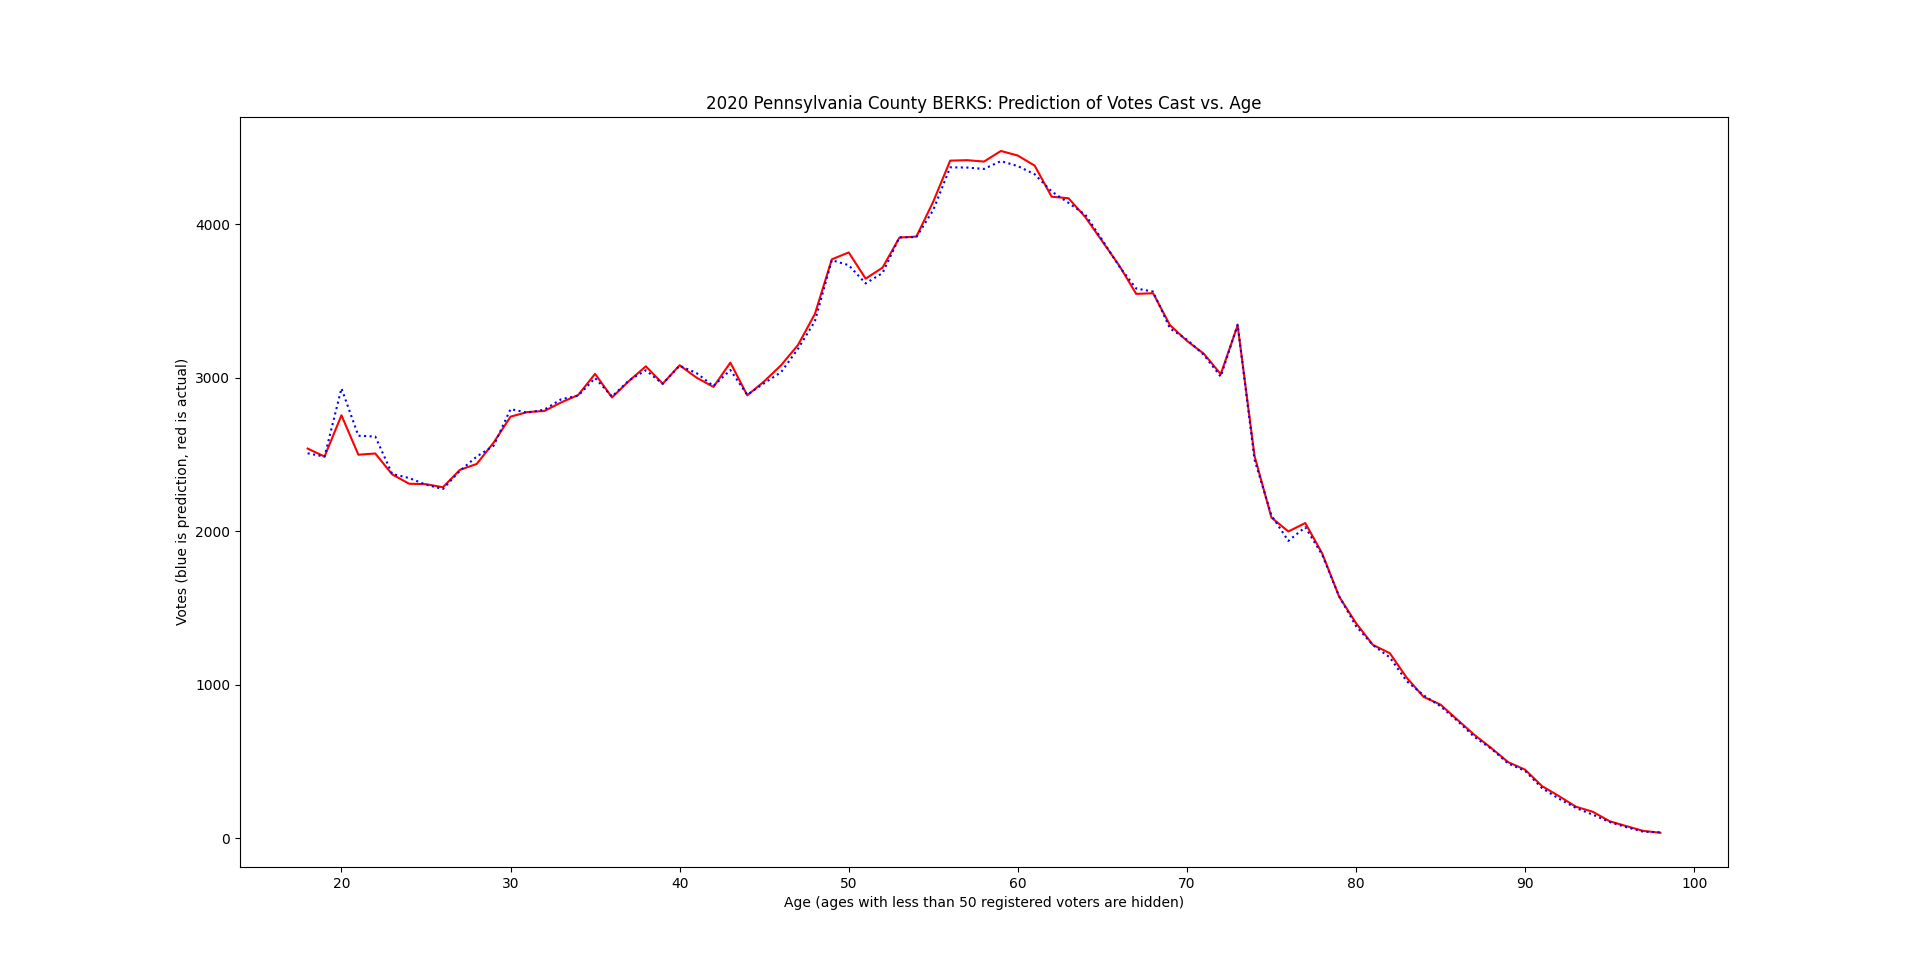 2020 Pennsylvania County BERKS: Prediction of Votes Cast vs. Age
Votes (blue is prediction, red is actual)
4000
3000
2000
1000
0
20 30 40 50 60 70 80 90 100
Age (ages with less than 50 registered voters are hidden)